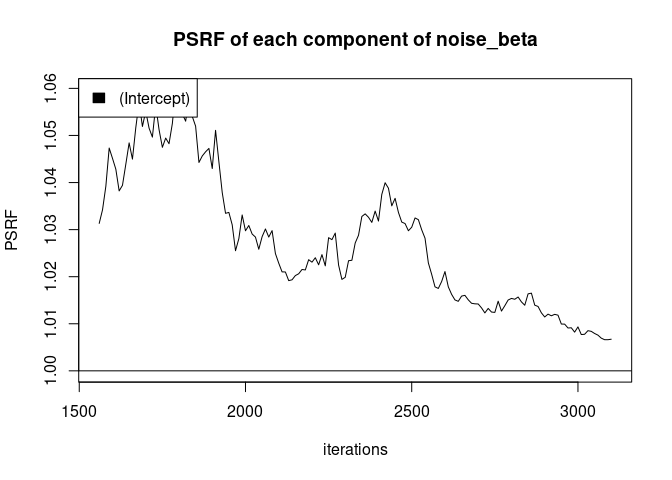 PSRF of each component of noise_beta
(Intercept)
PSRF
1.06
1.05
1.04
1.03
1.02
1.01
1.00
1500 2000 2500 3000
iterations